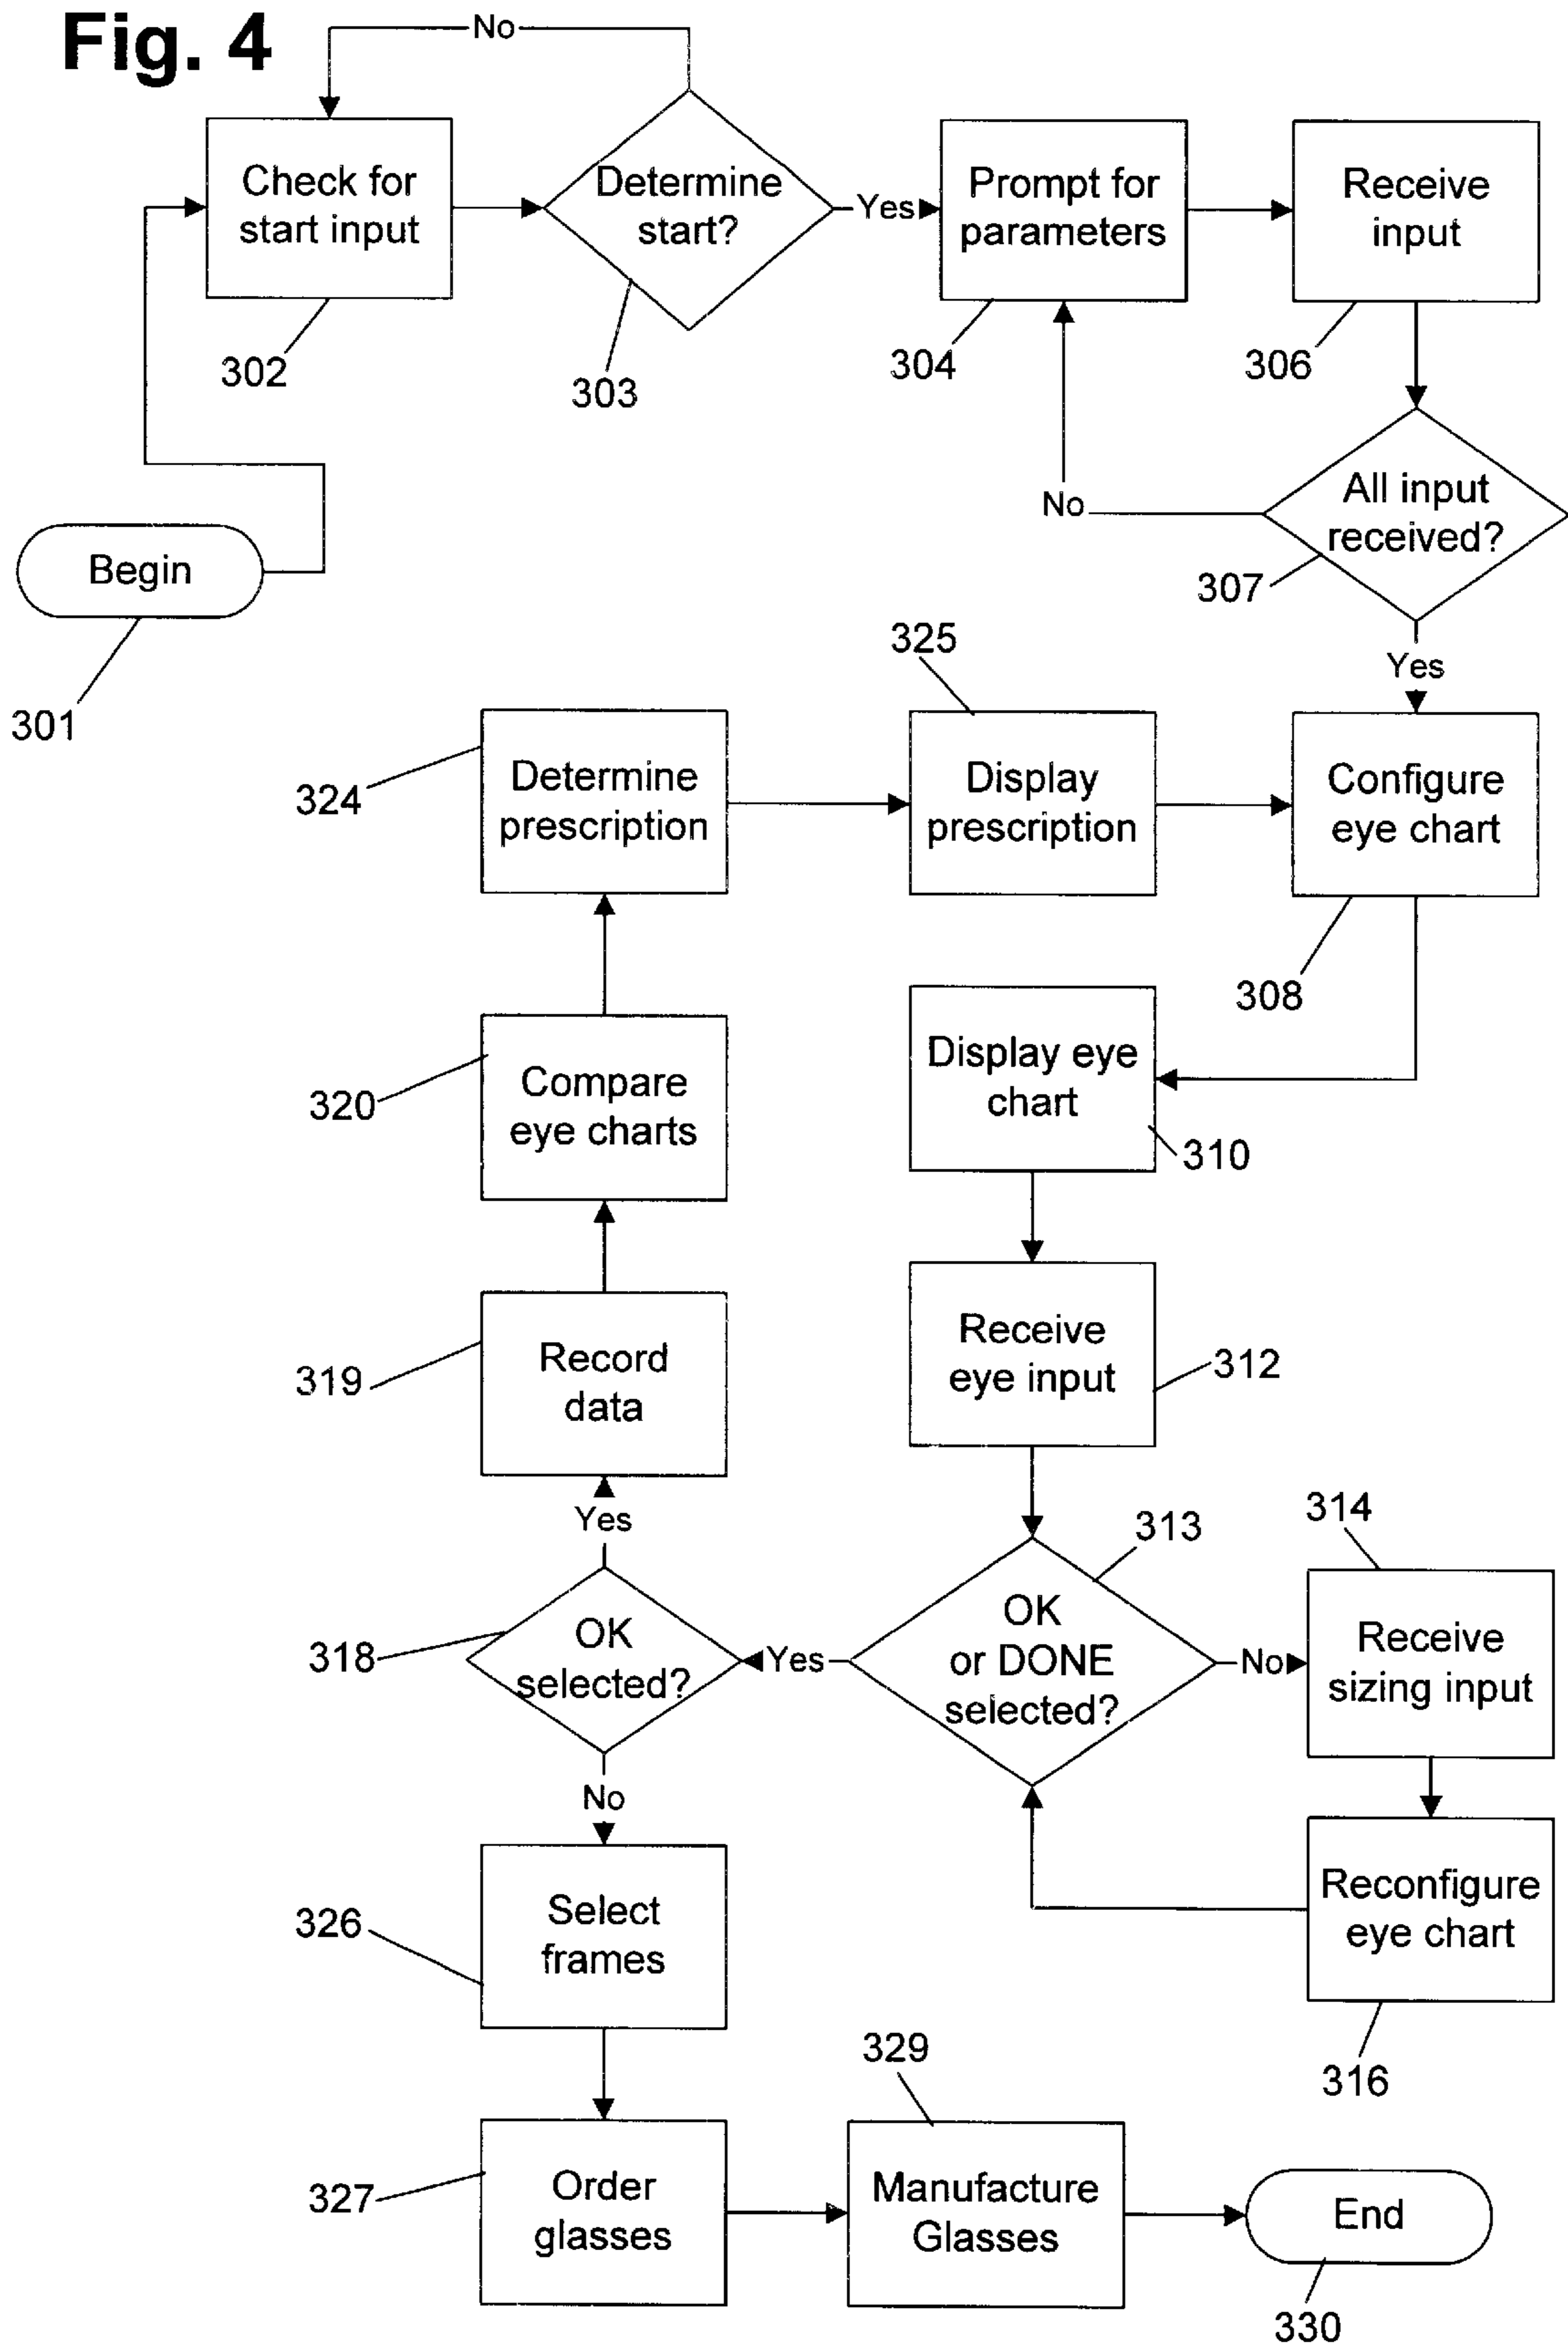 Fig. 4
No
Check for
start input
302
Determine
start?
303
Yes
Prompt for
parameters
304
Receive
input
306
All input
received?
307
No
Yes
Begin
301
325
324
Determine
prescription
Display
prescription
Configure
eye chart
308
320
Compare
eye charts
Display eye
chart
310
319
Record
data
Receive
eye input
312
Yes
318
OK
selected?
Yes
313
OK
or DONE
selected?
No
314
Receive
sizing input
No
326
Select
frames
Reconfigure
eye chart
316
327
Order
glasses
329
Manufacture
Glasses
End
330